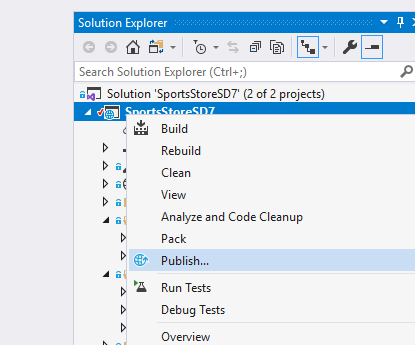 Solution Explorer
Search Solution Explorer (Ctrl+;)
Solution 'SportsStoreSD7' (2 of 2 projects)
SportsStoreSD7
Build
Rebuild
Clean
View
Analyze and Code Cleanup
Pack
Publish...
Run Tests
Debug Tests
Overview